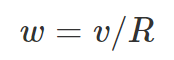 w = v/R